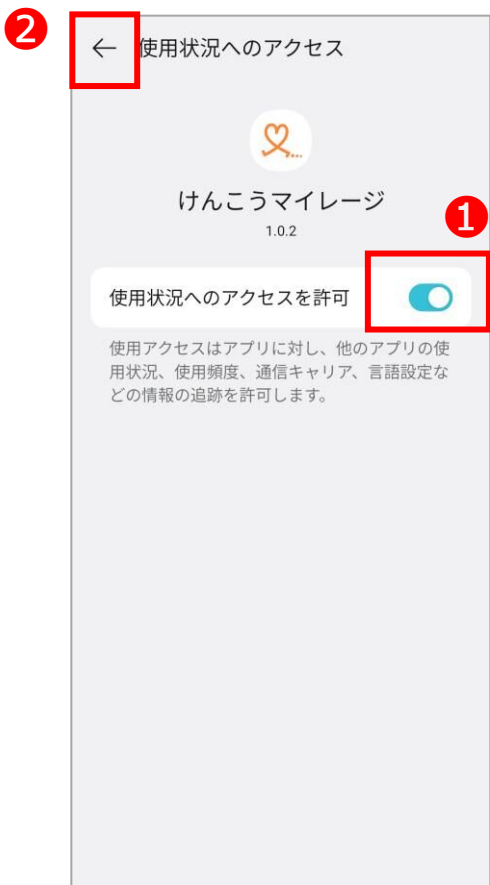 ❷
← 使用状況へのアクセス
けんこうマイレージ
1.0.2
❶
使用状況へのアクセスを許可
使用アクセスはアプリに対し、他のアプリの使
用状況、使用頻度、通信キャリア、言語設定な
どの情報の追跡を許可します。